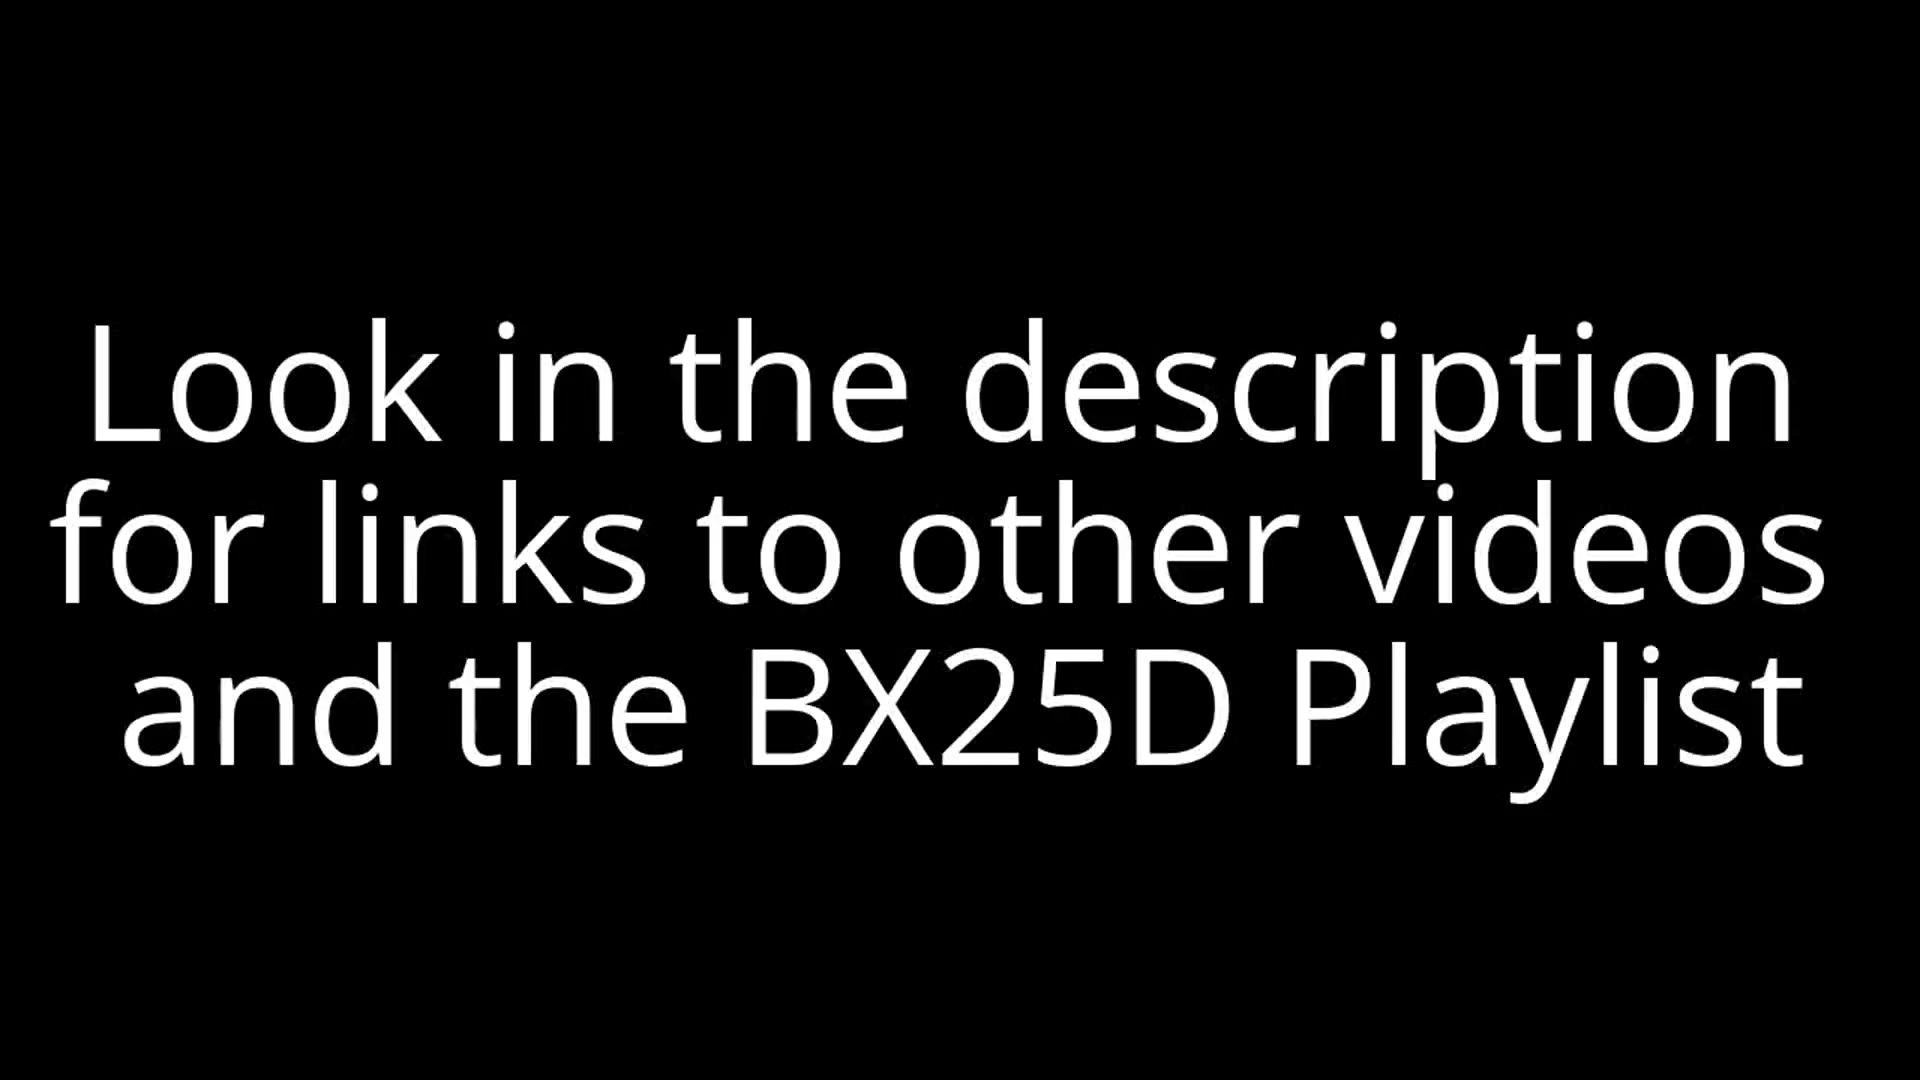 Look in the description
for links to other videos
and the BX25D Playlist